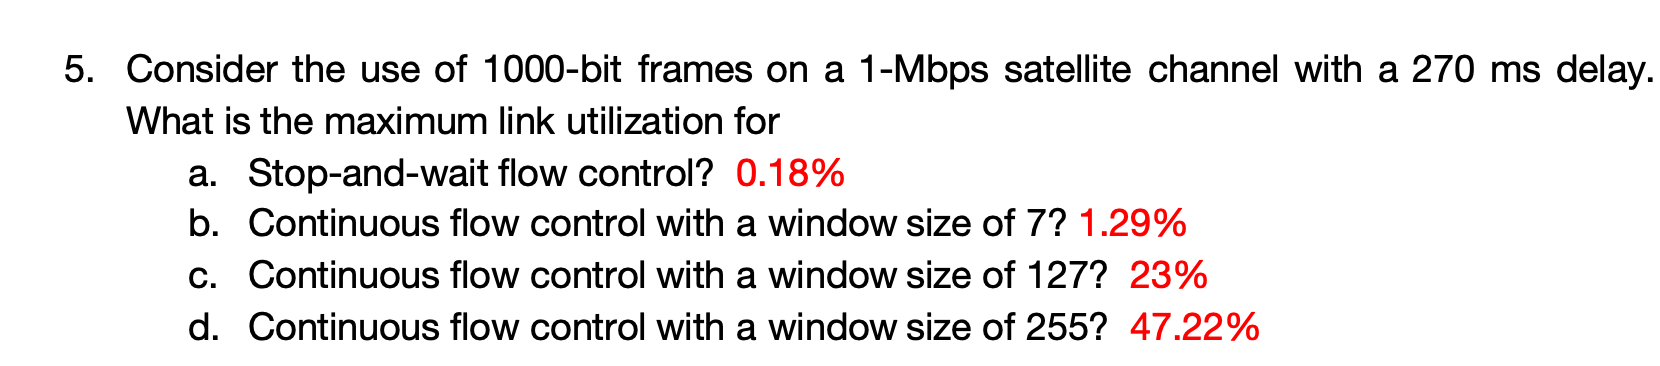 5. Consider the use of 1000-bit frames on a 1-Mbps satellite channel with a 270 ms delay.
What is the maximum link utilization for
a. Stop-and-wait flow control? 0.18%
b. Continuous flow control with a window size of 7? 1.29%
c. Continuous flow control with a window size of 127? 23%
d. Continuous flow control with a window size of 255? 47.22%